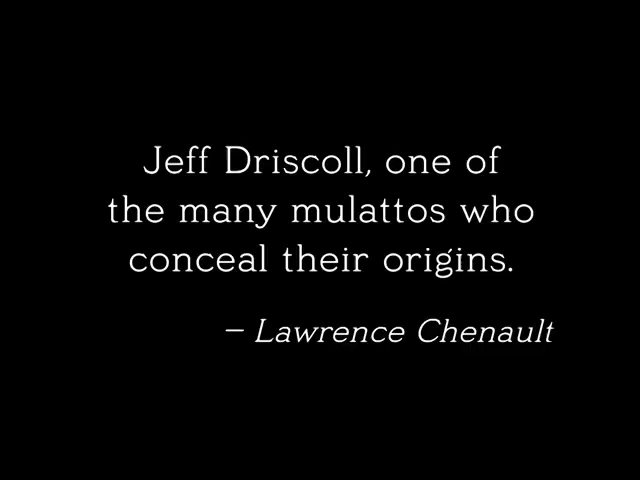 Jeff Driscoll, one of
the many mulattos who
conceal their origins.
– Lawrence Chenault